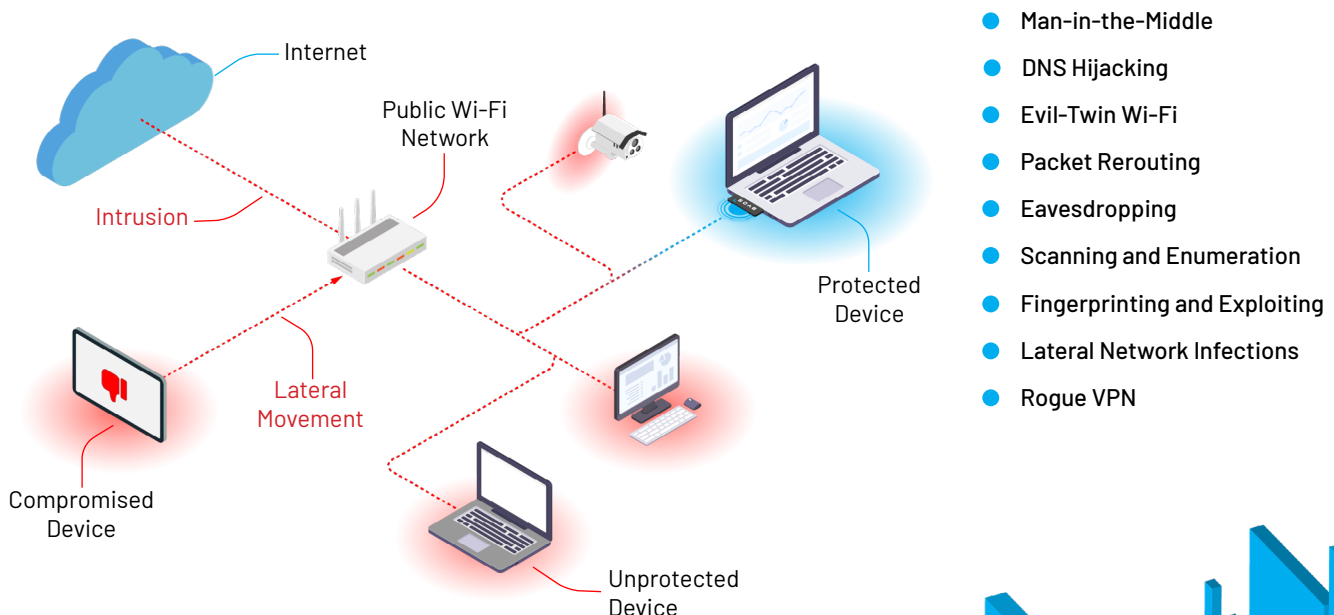 Internet
Public Wi-Fi
Network
Intrusion
Protected
Device
Lateral
Movement
Compromised
Device
Unprotected
Device
Man-in-the-Middle
DNS Hijacking
Evil-Twin Wi-Fi
Packet Rerouting
Eavesdropping
Scanning and Enumeration
Fingerprinting and Exploiting
Lateral Network Infections
Rogue VPN